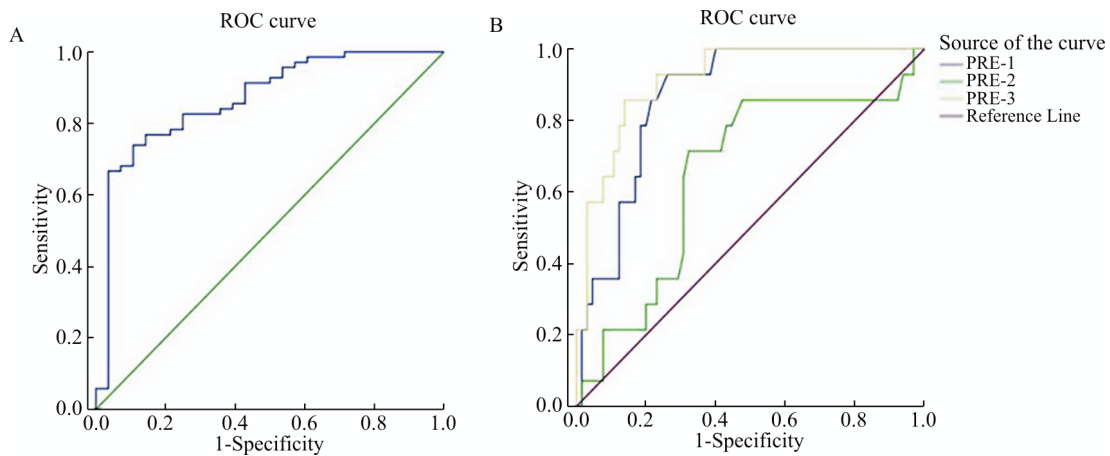 A
ROC curve
1.0
0.8
0.6
0.4
0.2
0.0
Sensitivity
0.0 0.2 0.4 0.6 0.8 1.0
1-Specificity
B
ROC curve
1.0
0.8
0.6
0.4
0.2
0.0
Sensitivity
0.0 0.2 0.4 0.6 0.8 1.0
1-Specificity
Source of the curve
PRE-1
PRE-2
PRE-3
Reference Line